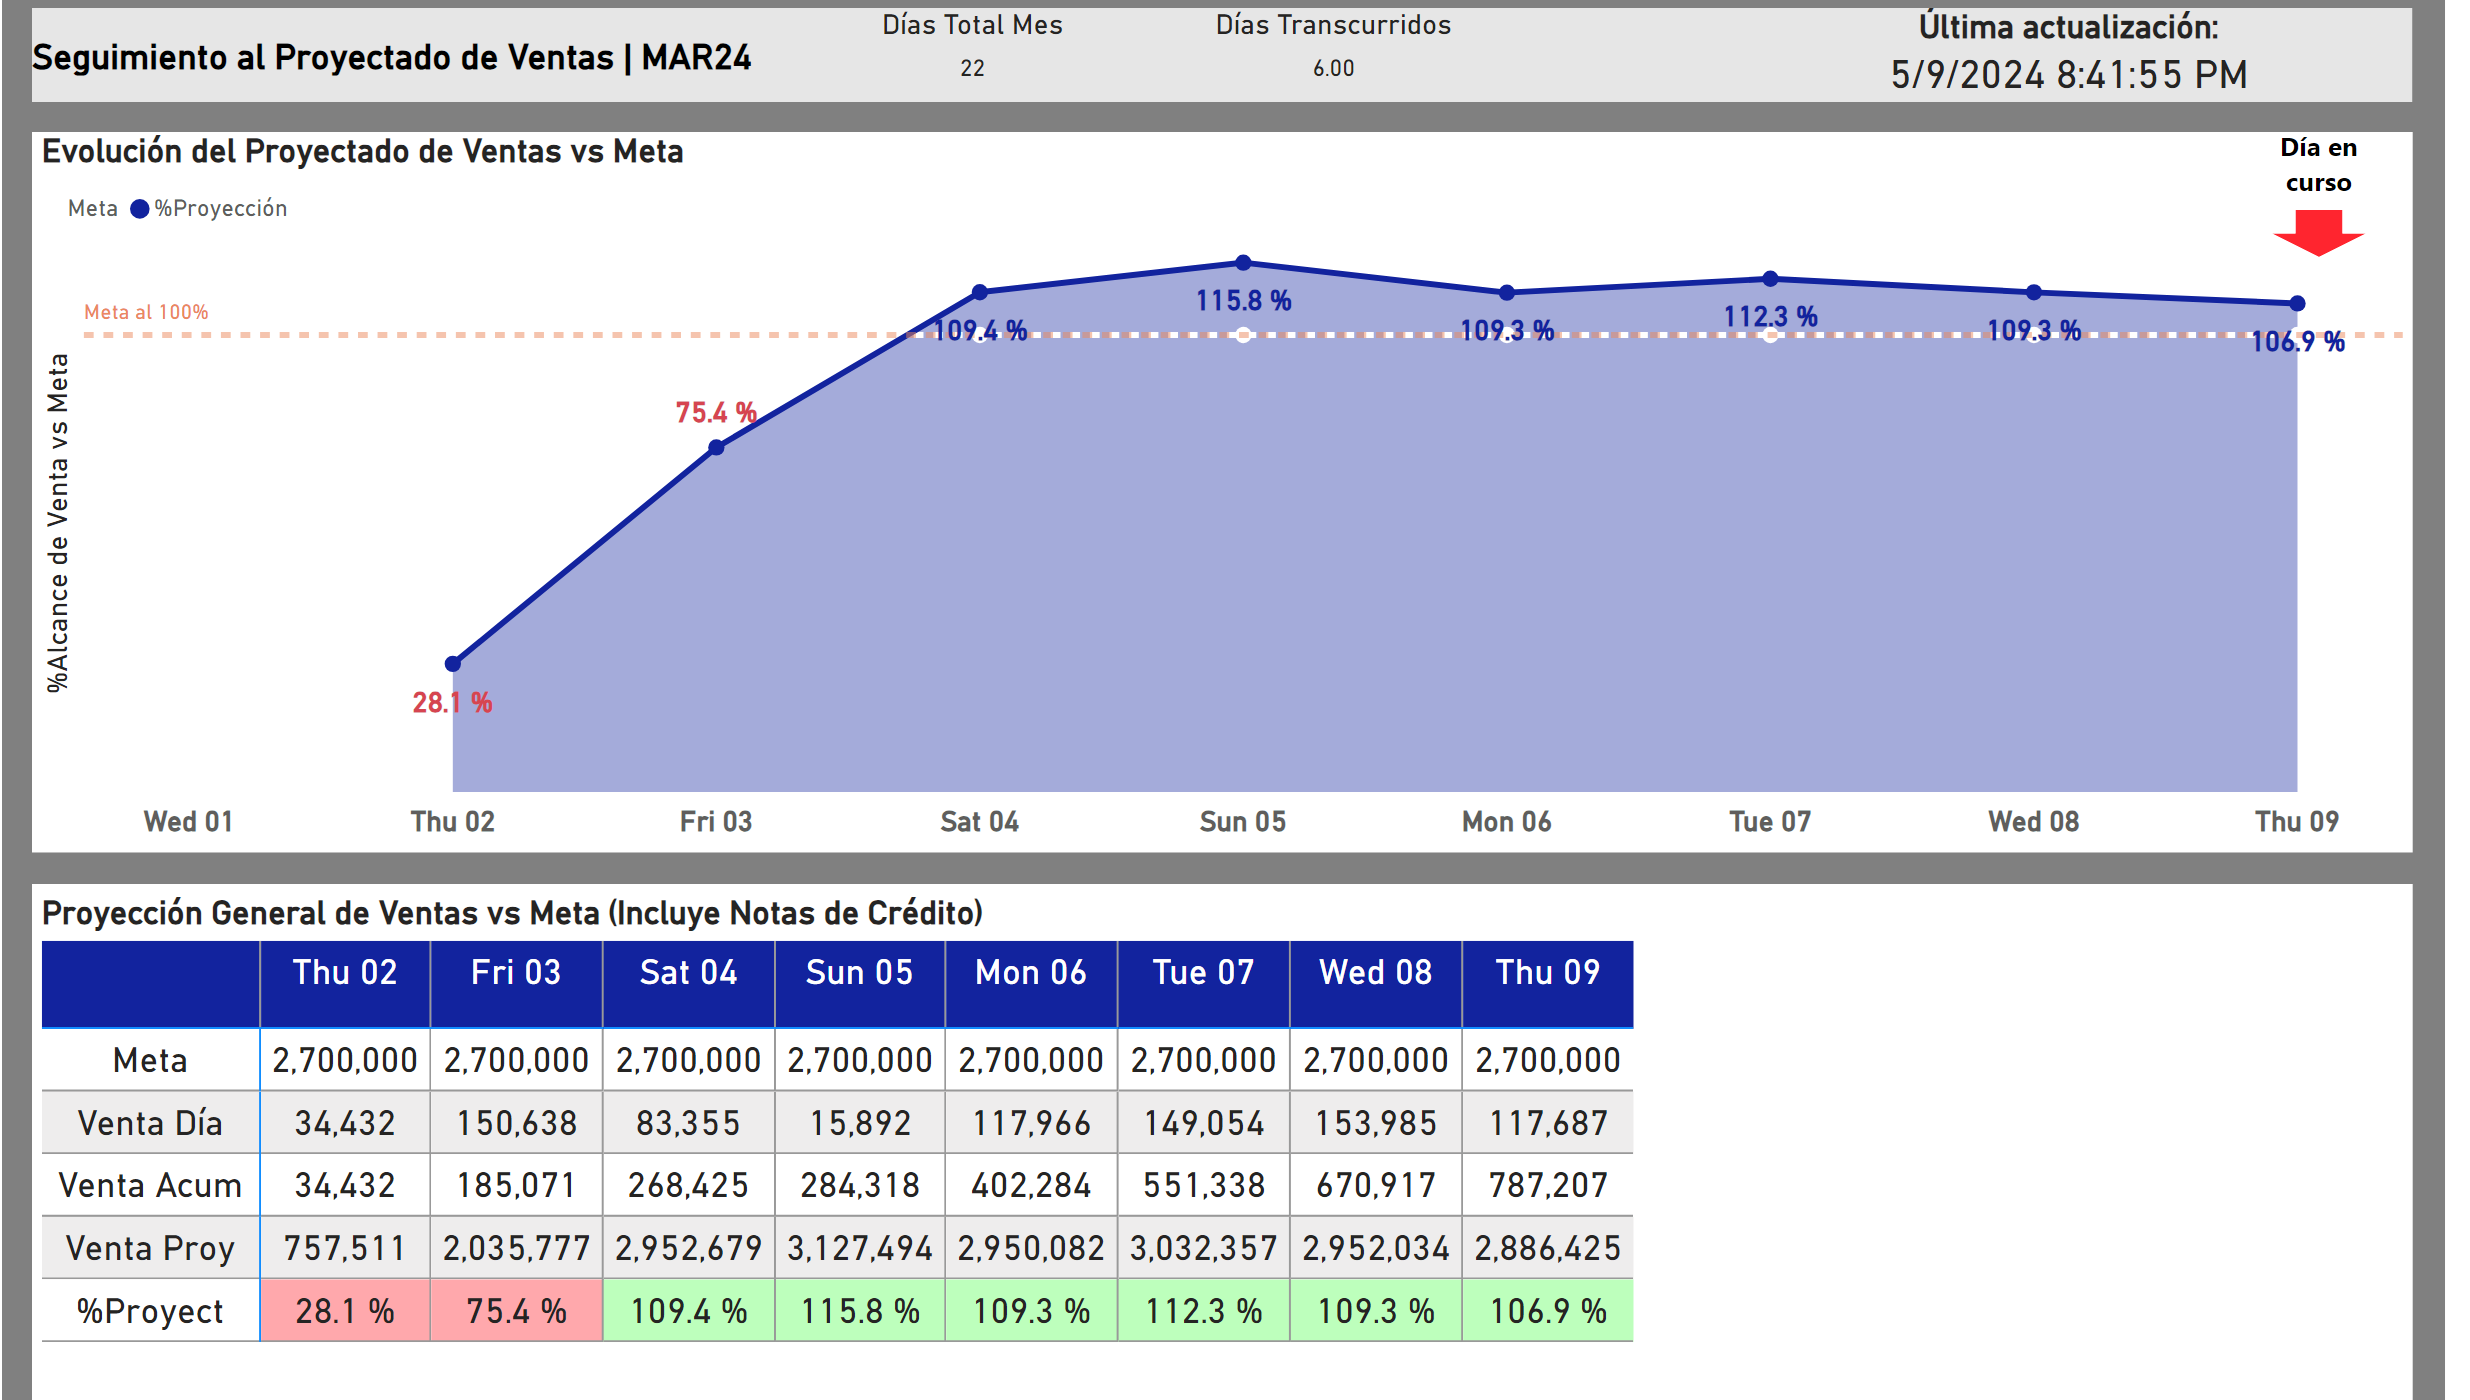 Seguimiento al Proyectado de Ventas | MAR24
Días Total Mes
22
Días Transcurridos
6.00
Última actualización:
5/9/2024 8:41:55 PM
Evolución del Proyectado de Ventas vs Meta
Día en
curso
Meta %Proyección
Meta al 100%
%Alcance de Venta vs Meta
28.1 %
75.4 %
109.4 %
115.8 %
109.3 %
112.3 %
109.3 %
106.9 %
Wed 01 Thu 02 Fri 03 Sat 04 Sun 05 Mon 06 Tue 07 Wed 08 Thu 09
Proyección General de Ventas vs Meta (Incluye Notas de Crédito)
Thu 02 Fri 03 Sat 04 Sun 05 Mon 06 Tue 07 Wed 08 Thu 09
Meta 2,700,000 2,700,000 2,700,000 2,700,000 2,700,000 2,700,000 2,700,000 2,700,000
Venta Día 34,432 150,638 83,355 15,892 117,966 149,054 153,985 117,687
Venta Acum 34,432 185,071 268,425 284,318 402,284 551,338 670,917 787,207
Venta Proy 757,511 2,035,777 2,952,679 3,127,494 2,950,082 3,032,357 2,952,034 2,886,425
%Proyect 28.1 % 75.4 % 109.4 % 115.8 % 109.3 % 112.3 % 109.3 % 106.9 %